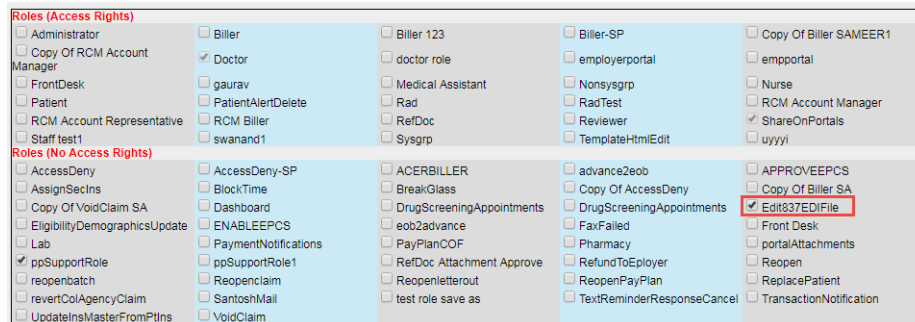 Roles (Access Rights)
Administrator Biller Biller 123 Biller-SP Copy Of Biller SAMEER1
Copy Of RCM Account
Manager Doctor doctor role employerportal empportal
FrontDesk gaurav Medical Assistant Nonsysgrp Nurse
Patient PatientAlertDelete Rad RadTest RCM Account Manager
RCM Account Representative RCM Biller RefDoc Reviewer ShareOnPortals
Staff test1 swanand1 Sysgrp TemplateHtmlEdit uyyyi
Roles (No Access Rights)
AccessDeny AccessDeny-SP ACERBILLER advance2eob APPROVEEPCS
AssignSecIns BlockTime BreakGlass Copy Of AccessDeny Copy Of Biller SA
Copy Of VoidClaim SA Dashboard DrugScreeningAppointments DrugScreeningAppointments Edit837EDIFile
EligibilityDemographicsUpdate ENABLEEPCS eob2advance FaxFailed Front Desk
Lab PaymentNotifications PayPlanCOF Pharmacy portalAttachments
ppSupportRole ppSupportRole1 RefDoc Attachment Approve RefundToEployer Reopen
reopenbatch Reopenclaim Reopenletterout ReopenPayPlan ReplacePatient
revertColAgencyClaim SantoshMail test role save as TextReminderResponseCancel TransactionNotification
UpdateInsMasterFromPtIns VoidClaim